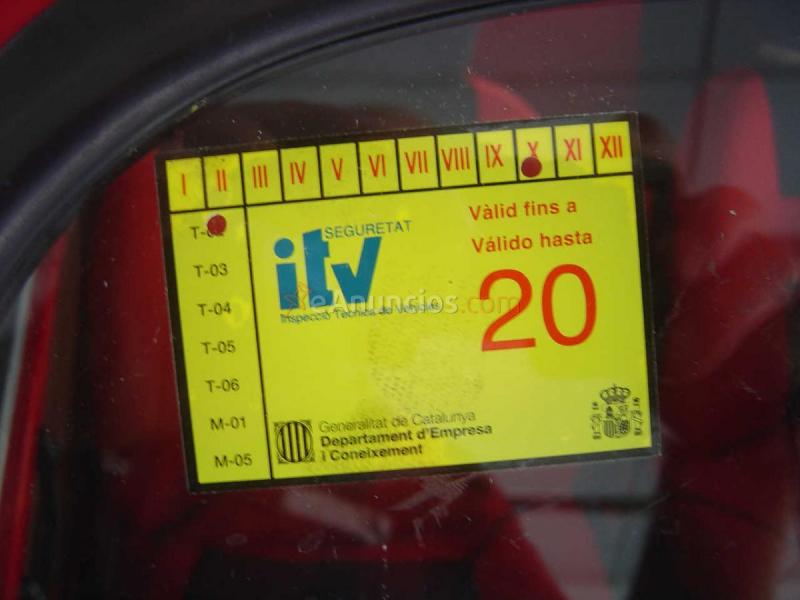 I II III IV V VI VII VIII IX X XI XII
T-02
T-03
T-04
T-05
T-06
M-01
M-05
SEGURETAT
itv
Inspecció Tècnica de Vehicles
Vàlid fins a
Válido hasta
20
eAnuncios.com
Generalitat de Catalunya
Departament d'Empresa
i Coneixement